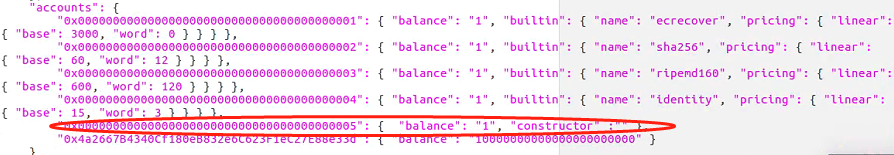 "accounts": {
"0x0000000000000000000000000000000000000001": { "balance": "1", "builtin": { "name": "ecrecover", "pricing": { "linear":
{ "base": 3000, "word": 0 } } } },
"0x0000000000000000000000000000000000000002": { "balance": "1", "builtin": { "name": "sha256", "pricing": { "linear":
{ "base": 60, "word": 12 } } } },
"0x0000000000000000000000000000000000000003": { "balance": "1", "builtin": { "name": "ripemd160", "pricing": { "linear":
{ "base": 600, "word": 120 } } } },
"0x0000000000000000000000000000000000000004": { "balance": "1", "builtin": { "name": "identity", "pricing": { "linear":
{ "base": 15, "word": 3 } } } },
"0x0000000000000000000000000000000000000005": { "balance": "1", "constructor" :"" },
"0x4a2667B4340Cf180eB832e6C623F1eC27E88e33d": { "balance": "10000000000000000000000" }
}